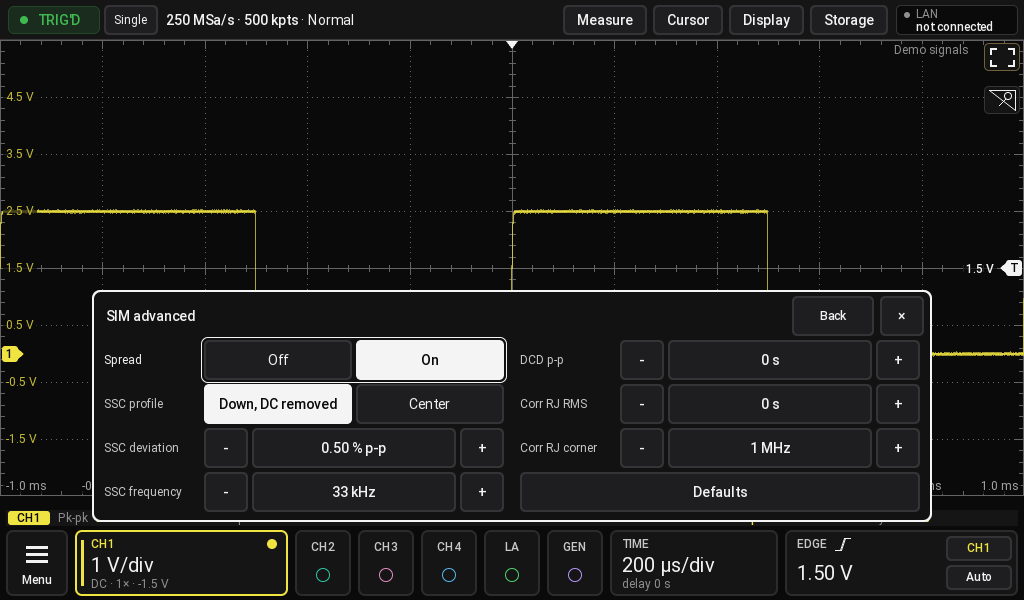 TRIG'D
Single
250 MSa/s · 500 kpts · Normal
Measure
Cursor
Display
Storage
LAN
not connected
Demo signals
4.5 V
3.5 V
2.5 V
1.5 V
1.5 V
T
0.5 V
1
-0.5 V
-1.5 V
-1.0 ms
1.0 ms
SIM advanced
Back
×
Spread
Off
On
DCD p-p
-
0 s
+
SSC profile
Down, DC removed
Center
Corr RJ RMS
-
0 s
+
SSC deviation
-
0.50 % p-p
+
Corr RJ corner
-
1 MHz
+
SSC frequency
-
33 kHz
+
Defaults
CH1
Pk-pk
Menu
CH1
1 V/div
DC · 1× · -1.5 V
CH2
CH3
CH4
LA
GEN
TIME
200 µs/div
delay 0 s
EDGE
1.50 V
CH1
Auto